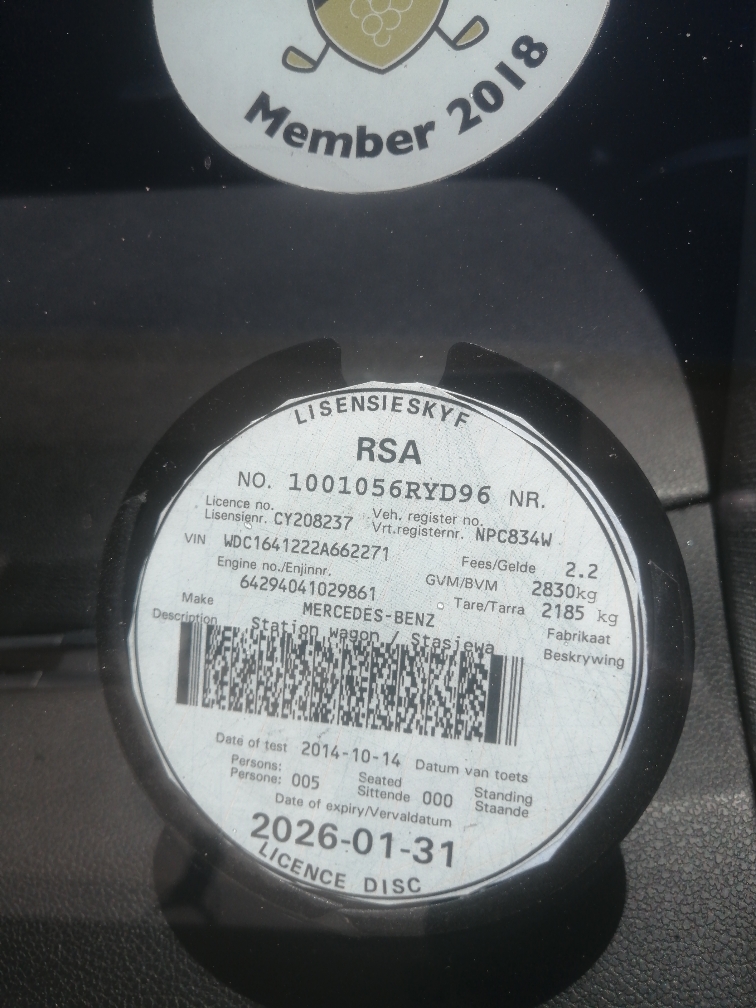 Member 2018
LISENSIESKYF
RSA
NO. 1001056RYD96 NR.
Licence no. Veh. register no.
Lisensienr. CY208237 Vrt.registernr. NPC834W
VIN WDC1641222A662271 Fees/Gelde 2.2
Engine no./Enjinnr. GVM/BVM 2830kg
64294041029861 Tare/Tarra 2185 kg
Make MERCEDES-BENZ Fabrikaat
Description Station wagon / Stasiewa Beskrywing
Date of test 2014-10-14 Datum van toets
Persons: Seated Standing
Persone: 005 Sittende 000 Staande
Date of expiry/Vervaldatum
2026-01-31
LICENCE DISC